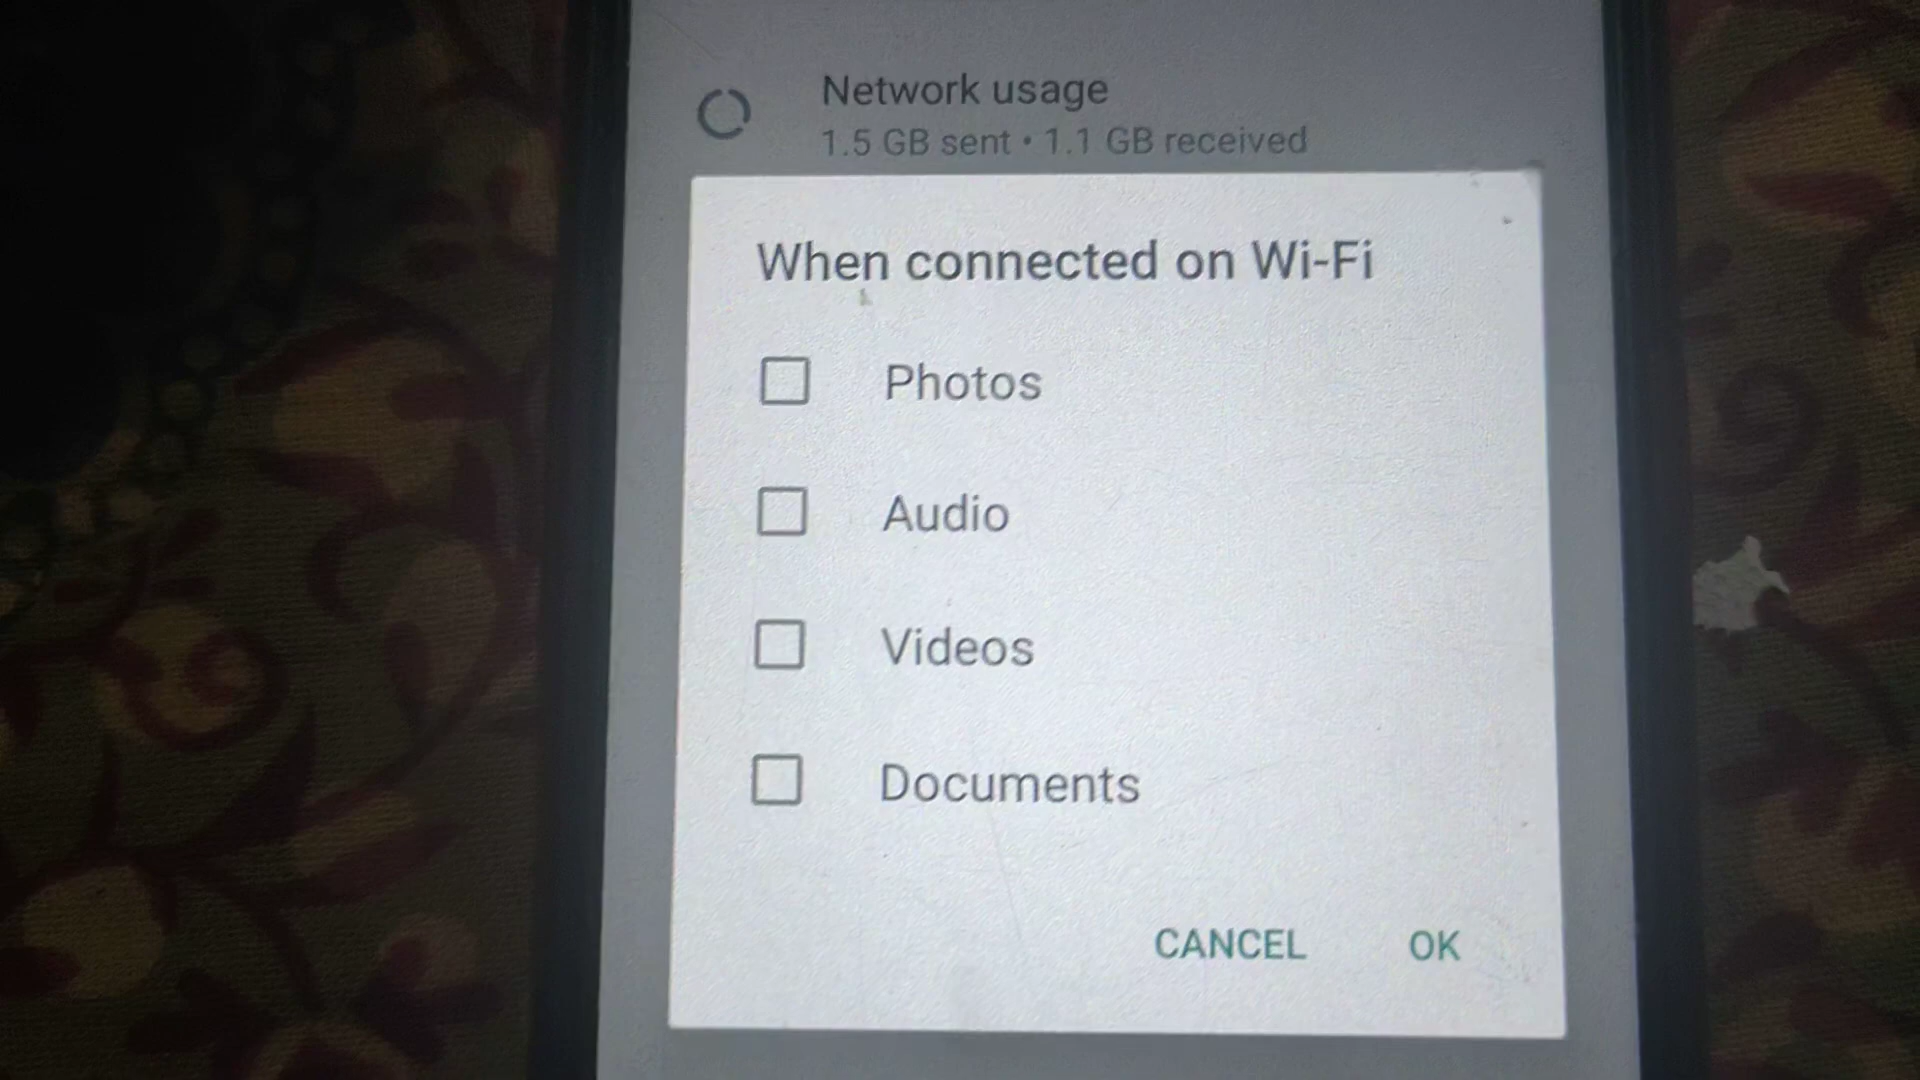 Network usage
1.5 GB sent • 1.1 GB received
When connected on Wi-Fi
Photos
Audio
Videos
Documents
CANCEL OK